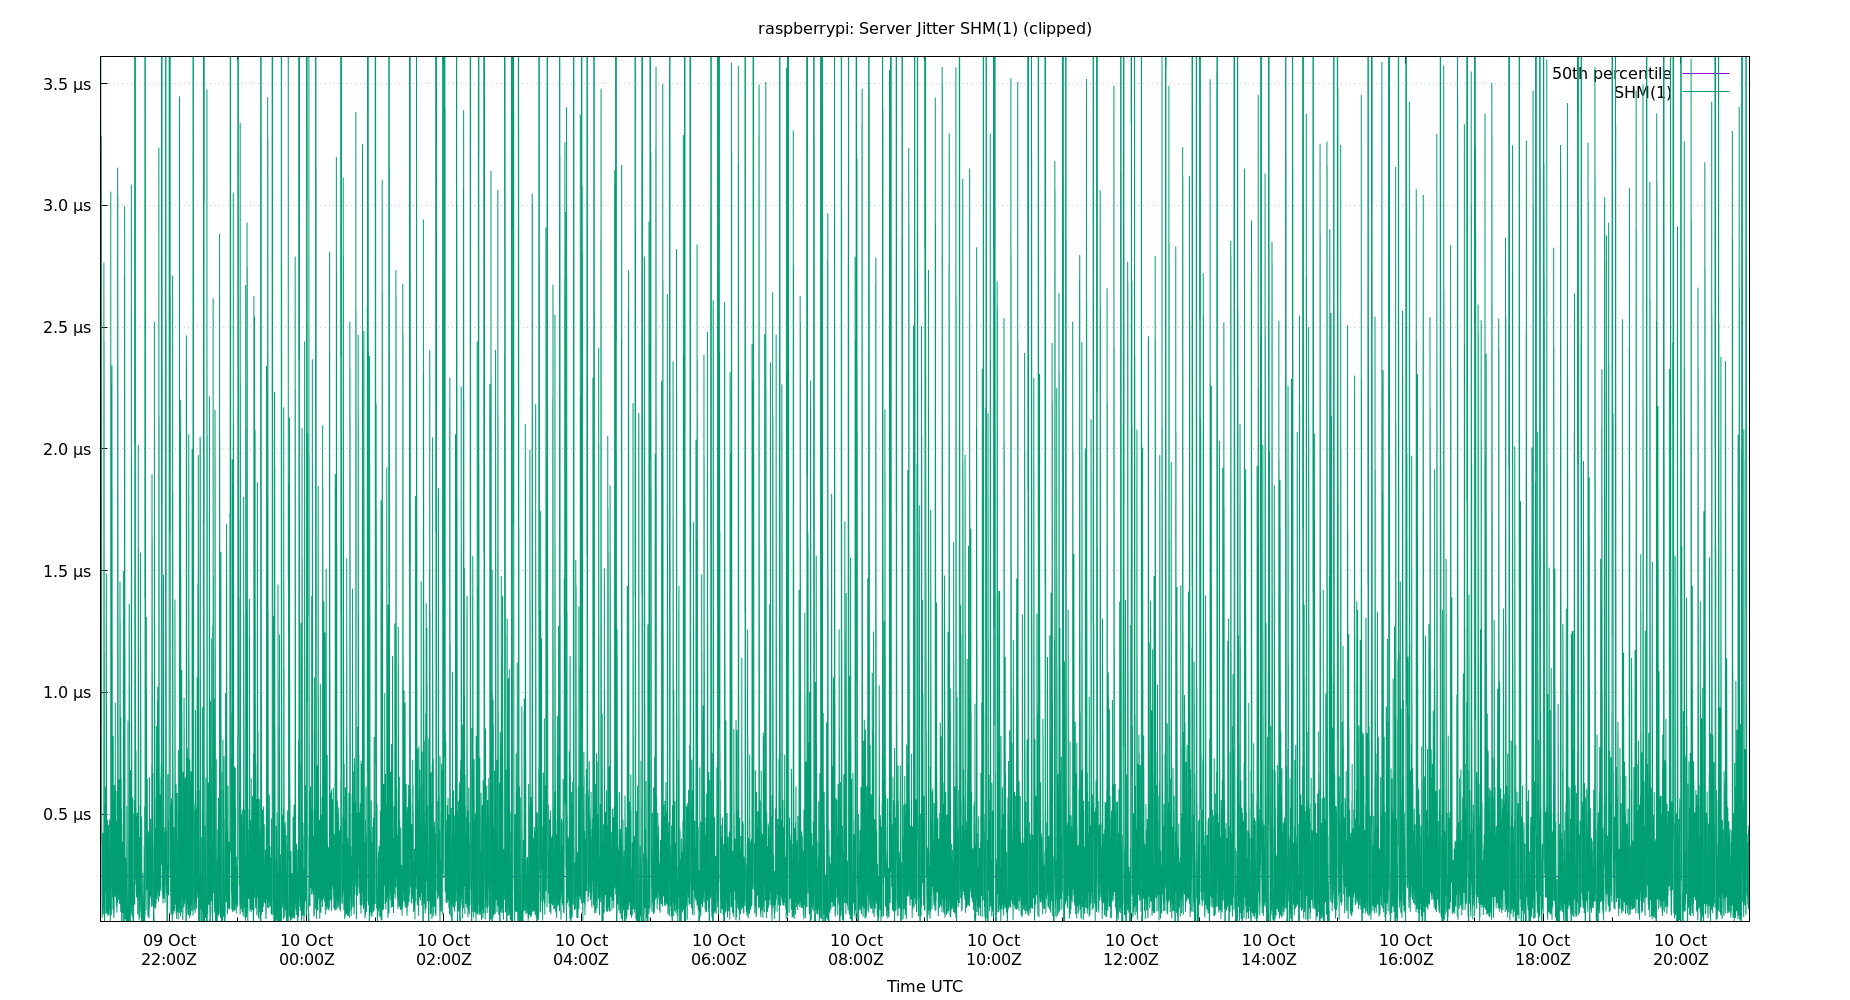 raspberrypi: Server Jitter SHM(1) (clipped)
50th percentile
SHM(1)
3.5 µs
3.0 µs
2.5 µs
2.0 µs
1.5 µs
1.0 µs
0.5 µs
09 Oct 10 Oct 10 Oct 10 Oct 10 Oct 10 Oct 10 Oct 10 Oct 10 Oct 10 Oct 10 Oct 10 Oct
22:00Z 00:00Z 02:00Z 04:00Z 06:00Z 08:00Z 10:00Z 12:00Z 14:00Z 16:00Z 18:00Z 20:00Z
Time UTC